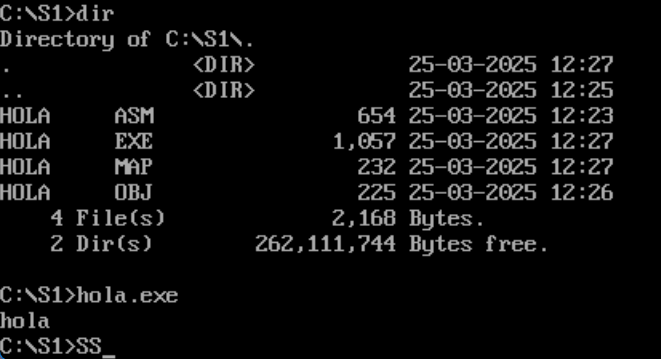 C:\S1>dir
Directory of C:\S1\.
. <DIR> 25-03-2025 12:27
.. <DIR> 25-03-2025 12:25
HOLA ASM 654 25-03-2025 12:23
HOLA EXE 1,057 25-03-2025 12:27
HOLA MAP 232 25-03-2025 12:27
HOLA OBJ 225 25-03-2025 12:26
4 File(s) 2,168 Bytes.
2 Dir(s) 262,111,744 Bytes free.
C:\S1>hola.exe
hola
C:\S1>SS_